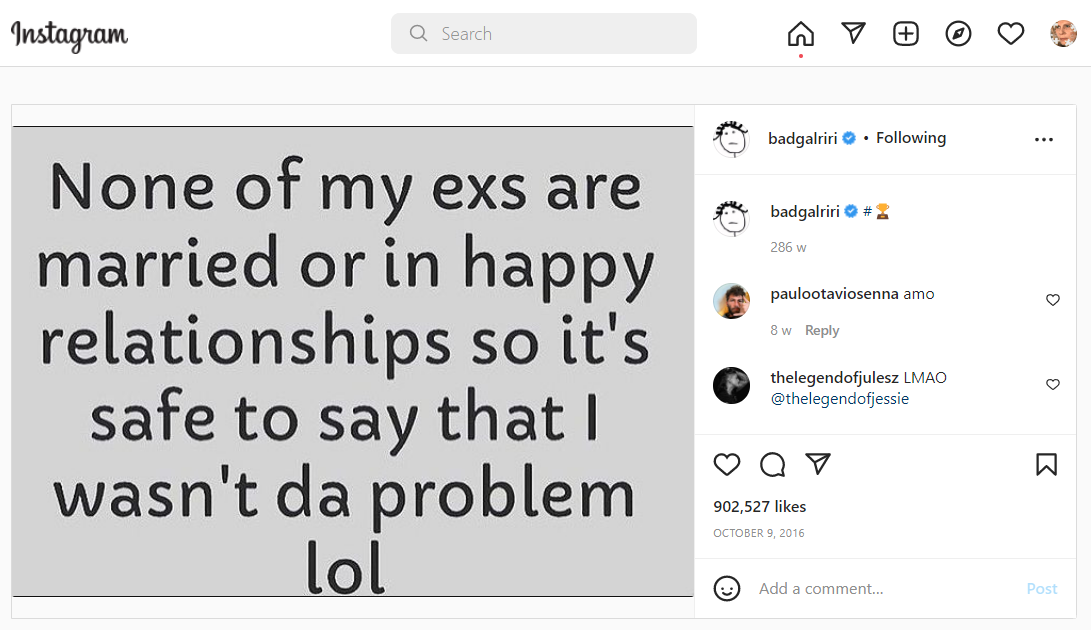 Instagram
Search
None of my exs are
married or in happy
relationships so it's
safe to say that I
wasn't da problem
lol
badgalriri • Following
badgalriri #🏆
286 w
paulootaviosenna amo
8 w Reply
thelegendofjulesz LMAO
@thelegendofjessie
902,527 likes
OCTOBER 9, 2016
Add a comment...
Post